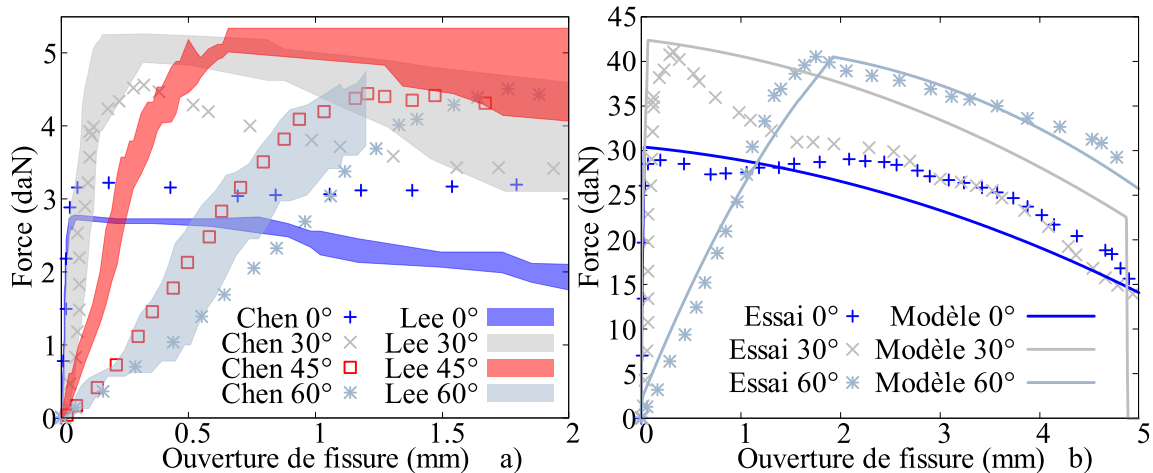 5
4
3
2
1
0
Force (daN)
Chen 0°
Lee 0°
Chen 30°
Lee 30°
Chen 45°
Lee 45°
Chen 60°
Lee 60°
0 0.5 1 1.5 2
Ouverture de fissure (mm) a)
45
40
35
30
25
20
15
10
5
0
Force (daN)
Essai 0°
Modèle 0°
Essai 30°
Modèle 30°
Essai 60°
Modèle 60°
0 1 2 3 4 5
Ouverture de fissure (mm) b)